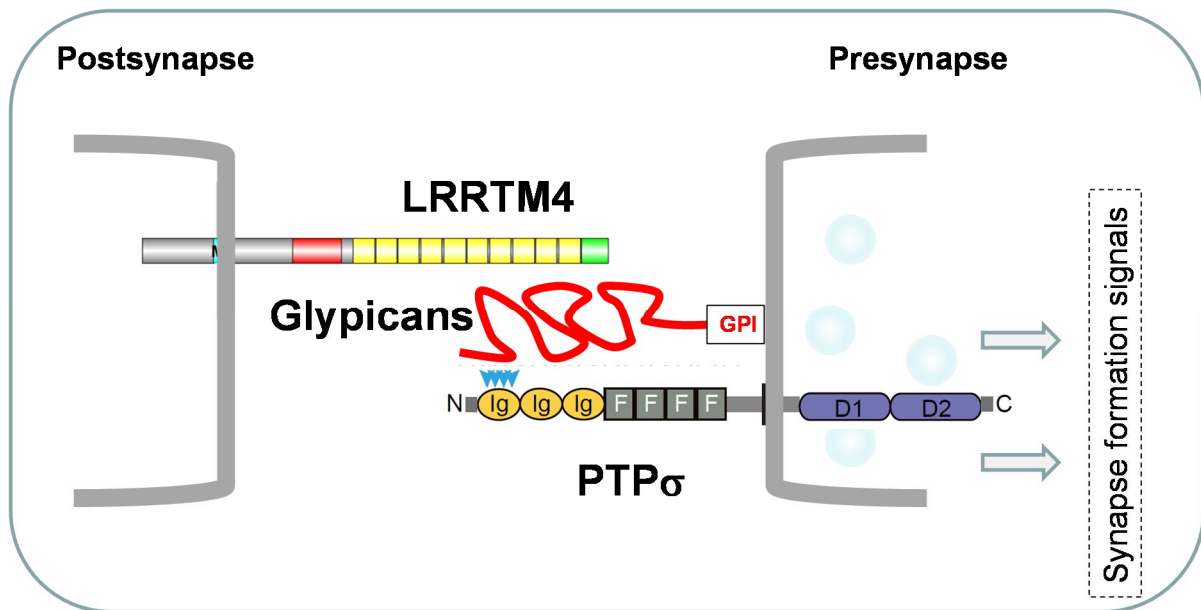 Postsynapse
Presynapse
LRRTM4
Glypicans
GPI
N
Ig
Ig
Ig
F
F
F
F
D1
D2
C
PTPσ
Synapse formation signals